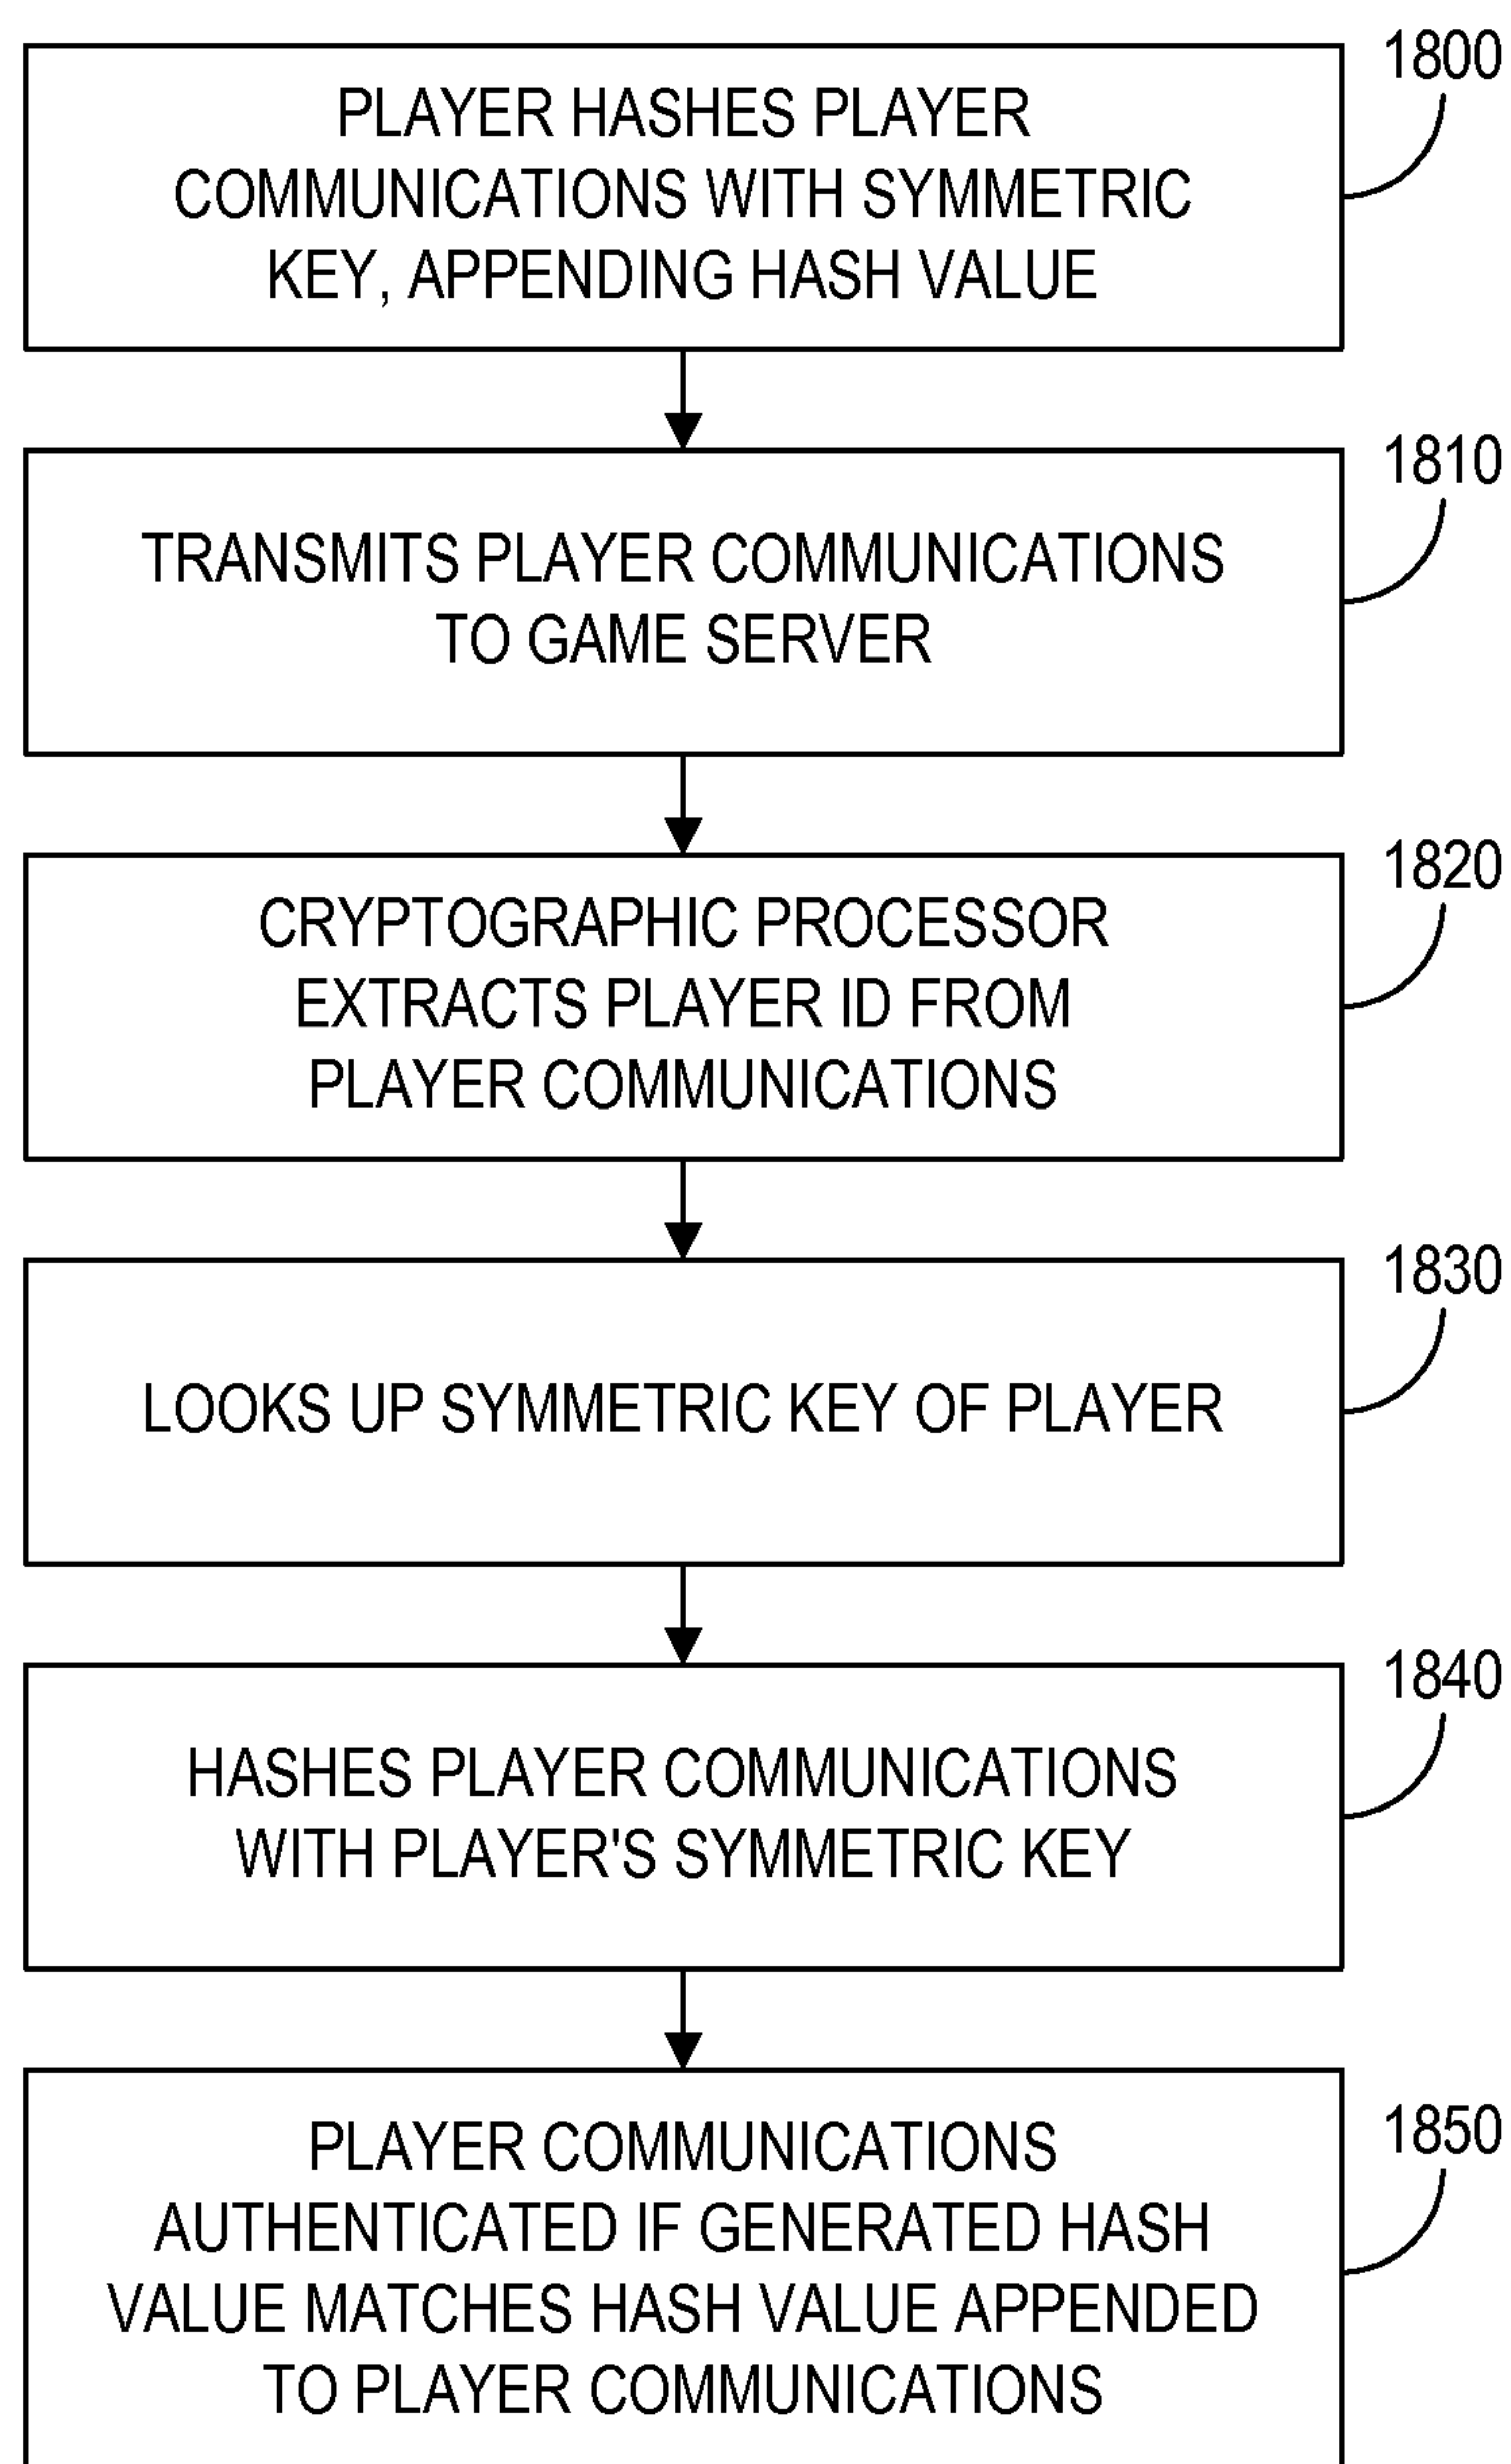 1800
PLAYER HASHES PLAYER
COMMUNICATIONS WITH SYMMETRIC
KEY, APPENDING HASH VALUE
1810
TRANSMITS PLAYER COMMUNICATIONS
TO GAME SERVER
1820
CRYPTOGRAPHIC PROCESSOR
EXTRACTS PLAYER ID FROM
PLAYER COMMUNICATIONS
1830
LOOKS UP SYMMETRIC KEY OF PLAYER
1840
HASHES PLAYER COMMUNICATIONS
WITH PLAYER'S SYMMETRIC KEY
1850
PLAYER COMMUNICATIONS
AUTHENTICATED IF GENERATED HASH
VALUE MATCHES HASH VALUE APPENDED
TO PLAYER COMMUNICATIONS